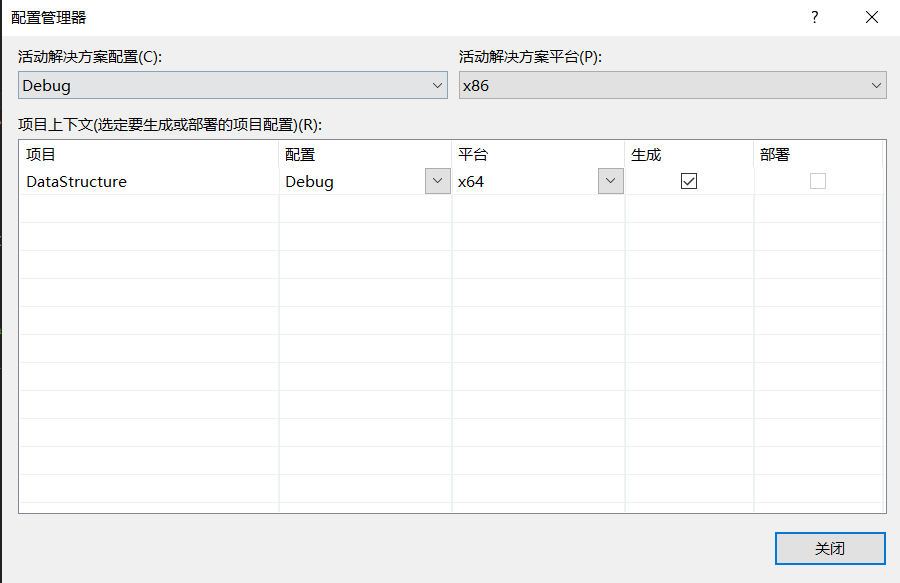 配置管理器
活动解决方案配置(C): 活动解决方案平台(P):
Debug x86
项目上下文(选定要生成或部署的项目配置)(R):
项目 配置 平台 生成 部署
DataStructure Debug x64
关闭